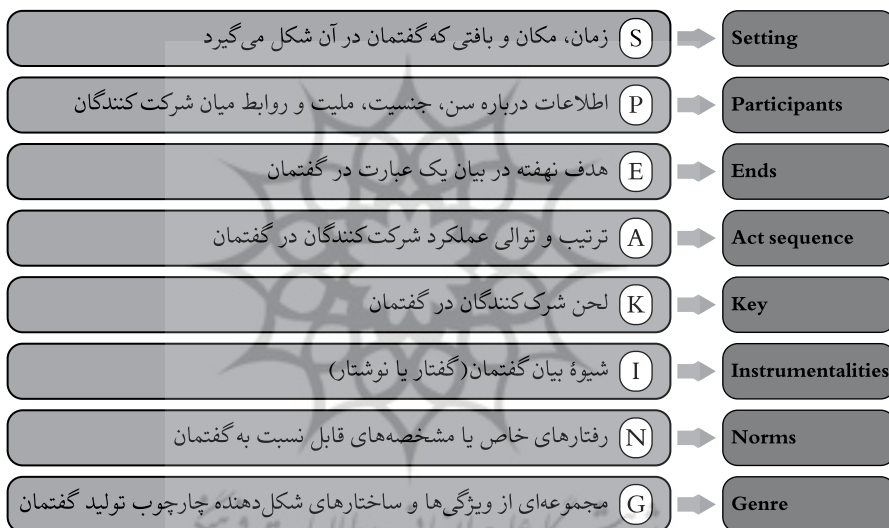 Setting S زمان، مکان و بافتی که گفتمان در آن شکل می‌گیرد
Participants P اطلاعات درباره سن، جنسیت، ملیت و روابط میان شرکت‌کنندگان
Ends E هدف نهفته در بیان یک عبارت در گفتمان
Act sequence A ترتیب و توالی عملکرد شرکت‌کنندگان در گفتمان
Key K لحن شرک‌کنندگان در گفتمان
Instrumentalities I شیوۀ بیان گفتمان(گفتار یا نوشتار)
Norms N رفتارهای خاص یا مشخصه‌های قابل نسبت به گفتمان
Genre G مجموعه‌ای از ویژگی‌ها و ساختارهای شکل‌دهنده چارچوب تولید گفتمان